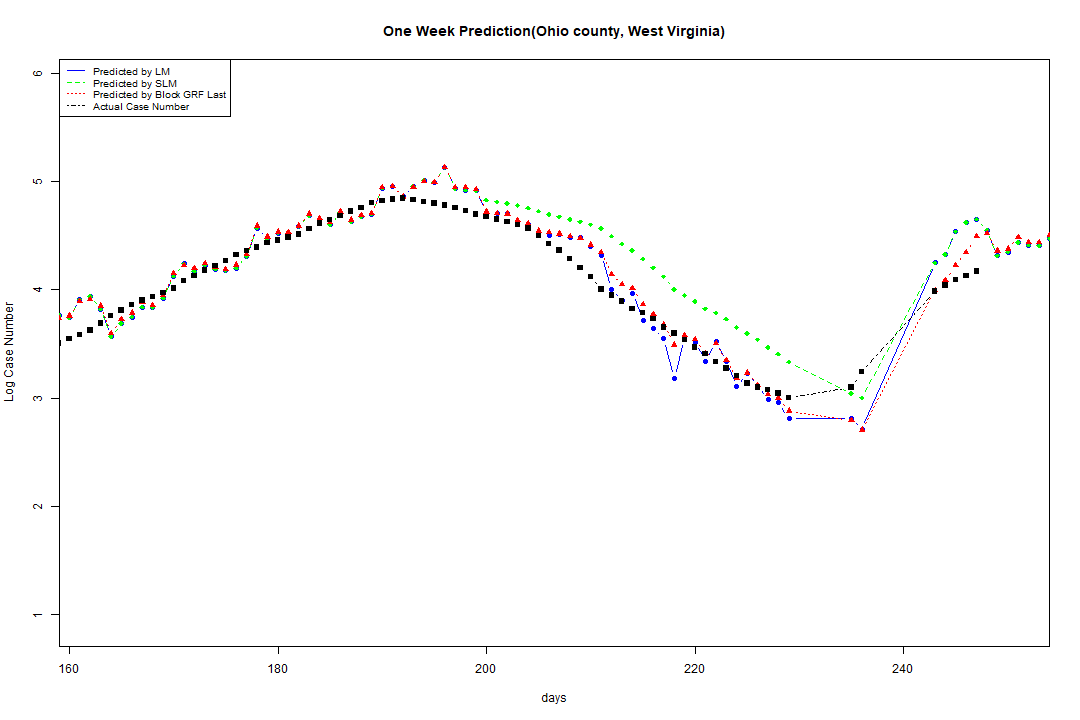 One Week Prediction(Ohio county, West Virginia)
Predicted by LM
Predicted by SLM
Predicted by Block GRF Last
Actual Case Number
6
5
4
3
2
1
Log Case Number
160 180 200 220 240
days